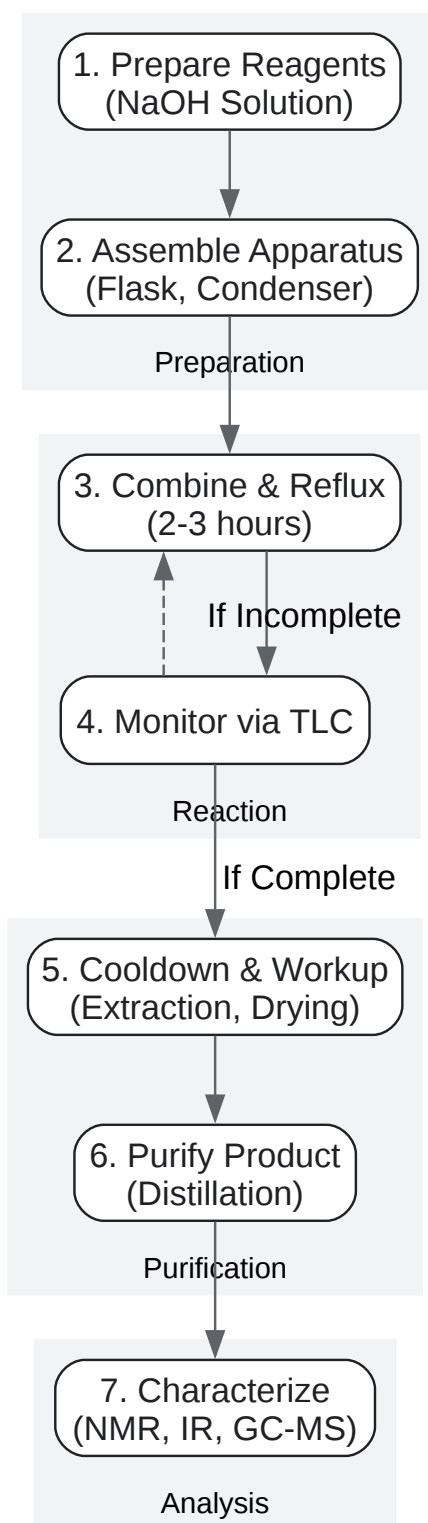 1. Prepare Reagents
(NaOH Solution)
2. Assemble Apparatus
(Flask, Condenser)
Preparation
3. Combine & Reflux
(2-3 hours)
If Incomplete
4. Monitor via TLC
Reaction
If Complete
5. Cooldown & Workup
(Extraction, Drying)
6. Purify Product
(Distillation)
Purification
7. Characterize
(NMR, IR, GC-MS)
Analysis